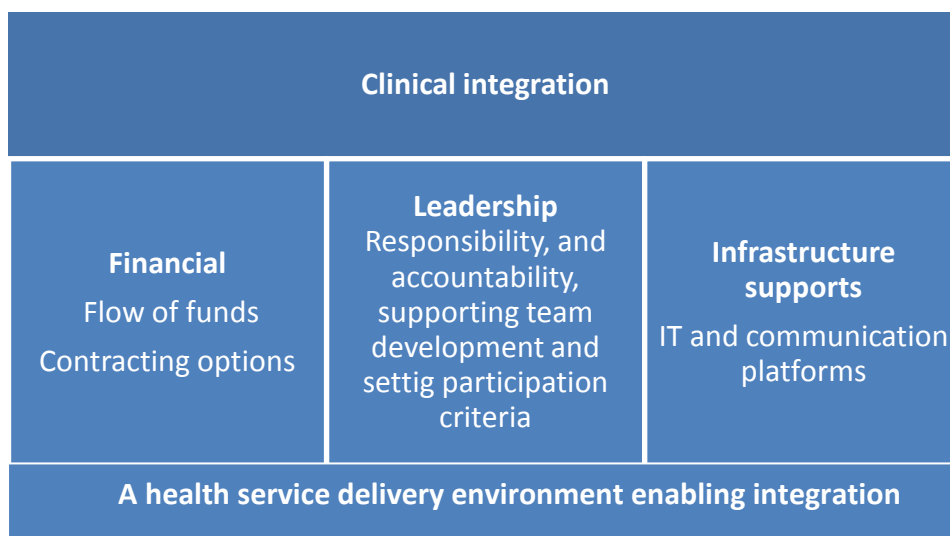 Clinical integration
Financial
Flow of funds
Contracting options
Leadership
Responsibility, and
accountability,
supporting team
development and
settig participation
criteria
Infrastructure
supports
IT and communication
platforms
A health service delivery environment enabling integration